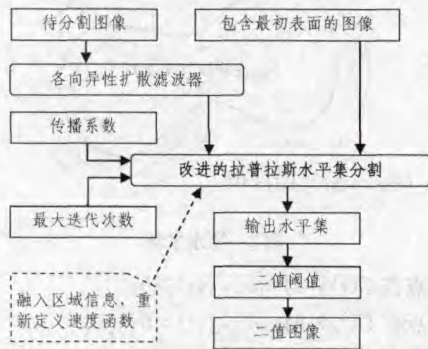 待分割图像
包含最初表面的图像
各向异性扩散滤波器
传播系数
改进的拉普拉斯水平集分割
最大迭代次数
输出水平集
二值阈值
融入区域信息，重
新定义速度函数
二值图像